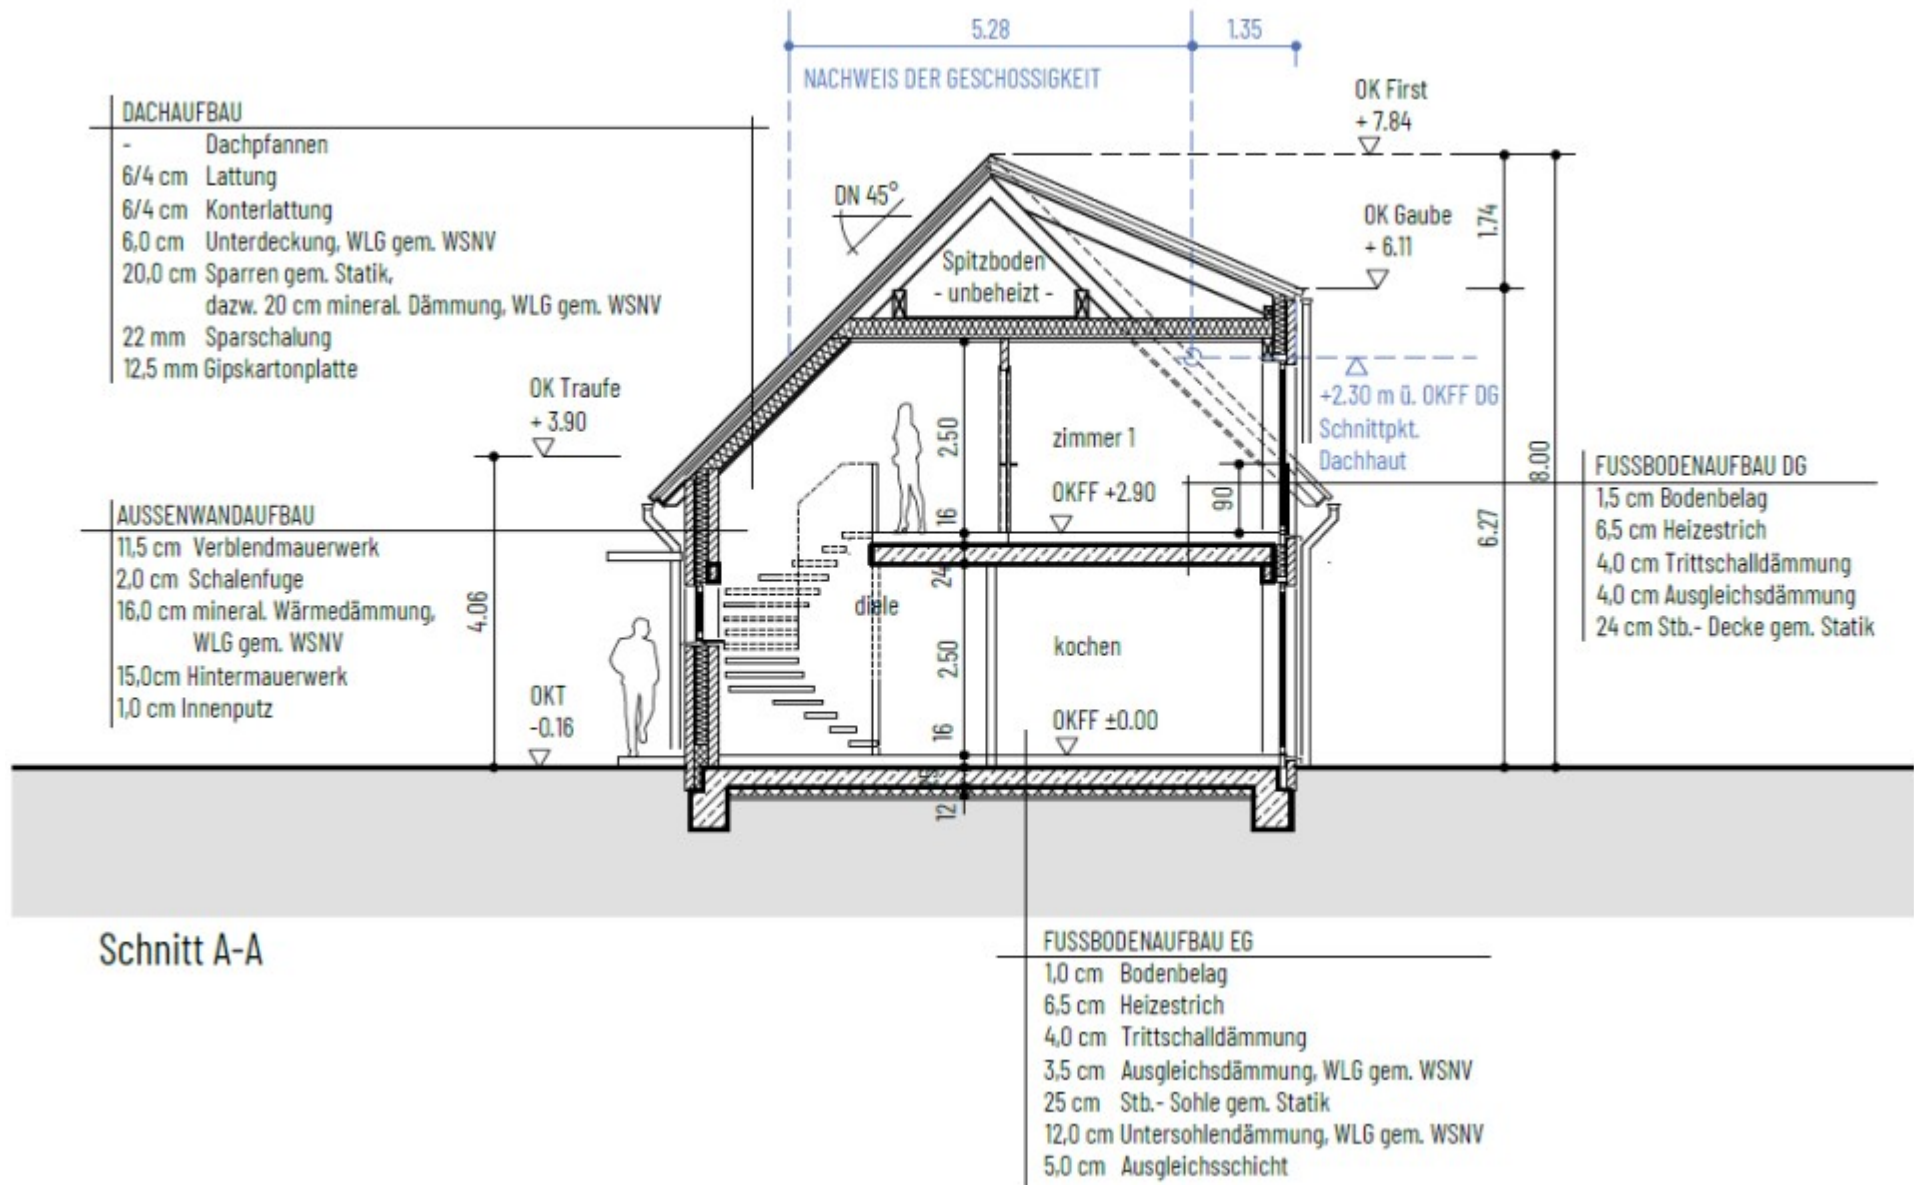 5.28
1.35
NACHWEIS DER GESCHOSSIGKEIT
OK First
+ 7.84
DACHAUFBAU
- Dachpfannen
6/4 cm Lattung
6/4 cm Konterlattung
6,0 cm Unterdeckung, WLG gem. WSNV
20,0 cm Sparren gem. Statik,
dazw. 20 cm mineral. Dämmung, WLG gem. WSNV
22 mm Sparschalung
12,5 mm Gipskartonplatte
DN 45°
OK Gaube
+ 6.11
1.74
Spitzboden
- unbeheizt -
OK Traufe
+ 3.90
+2.30 m ü. OKFF DG
Schnittpkt.
Dachhaut
2.50
zimmer 1
OKFF +2.90
90
16
8.00
6.27
FUSSBODENAUFBAU DG
1,5 cm Bodenbelag
6,5 cm Heizestrich
4,0 cm Trittschalldämmung
4,0 cm Ausgleichsdämmung
24 cm Stb.- Decke gem. Statik
AUSSENWANDAUFBAU
11,5 cm Verblendmauerwerk
2,0 cm Schalenfuge
16,0 cm mineral. Wärmedämmung,
WLG gem. WSNV
15,0cm Hintermauerwerk
1,0 cm Innenputz
4.06
24
diele
2.50
kochen
OKT
-0.16
16
OKFF ±0.00
12
Schnitt A-A
FUSSBODENAUFBAU EG
1,0 cm Bodenbelag
6,5 cm Heizestrich
4,0 cm Trittschalldämmung
3,5 cm Ausgleichsdämmung, WLG gem. WSNV
25 cm Stb.- Sohle gem. Statik
12,0 cm Untersohlendämmung, WLG gem. WSNV
5,0 cm Ausgleichsschicht